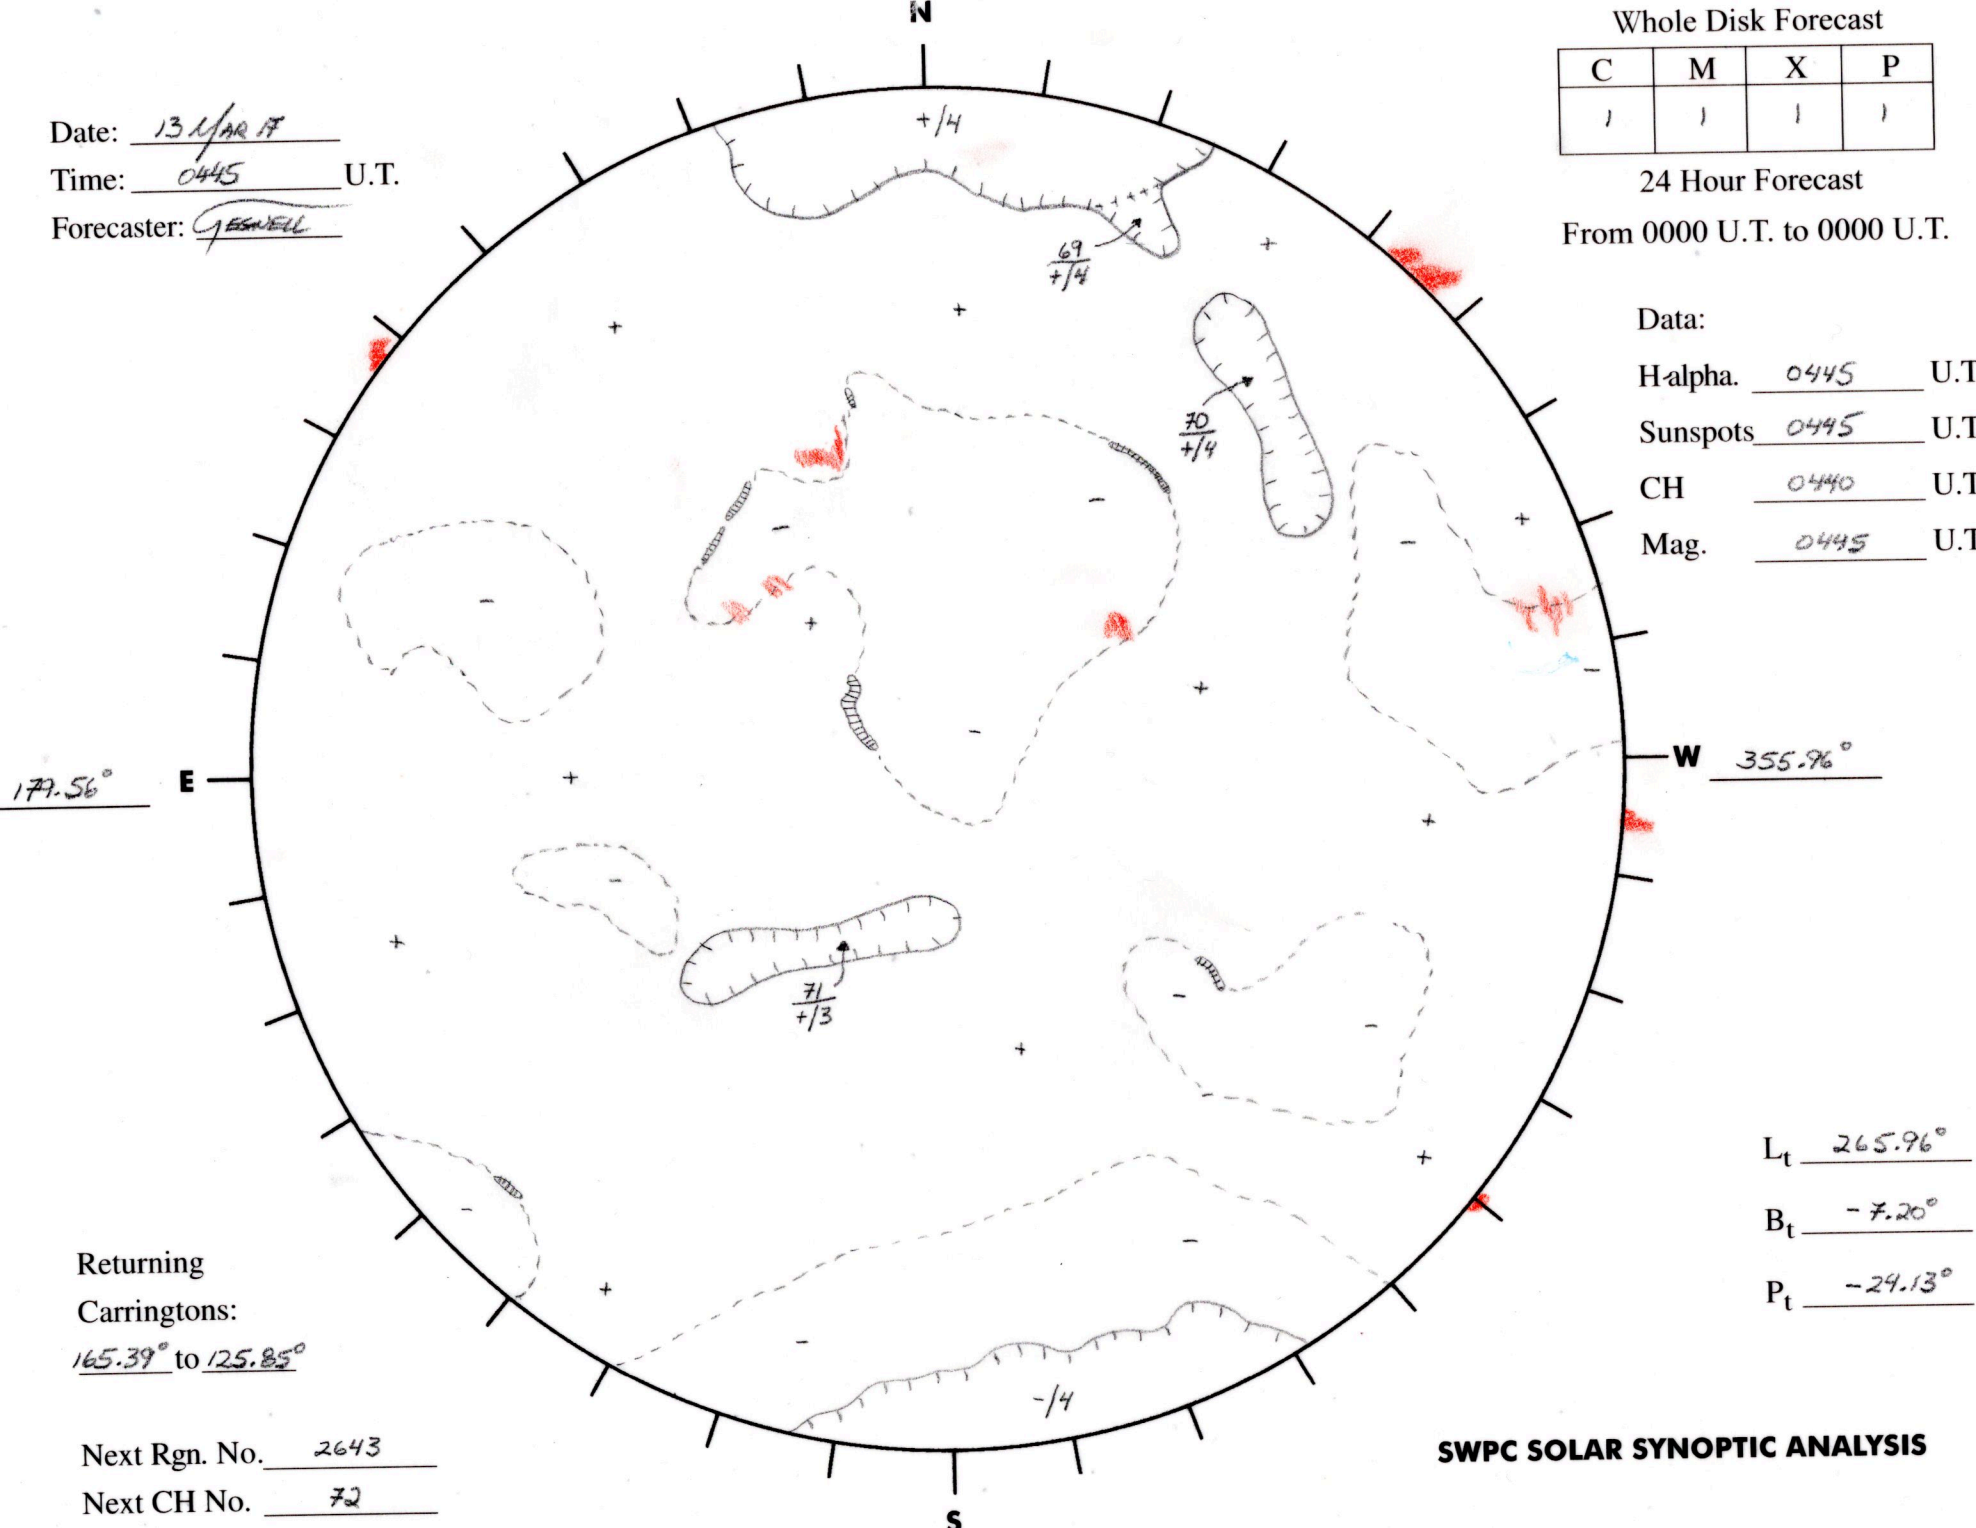 N
Whole Disk Forecast
C M X P
1 1 1 1
24 Hour Forecast
From 0000 U.T. to 0000 U.T.
Date: 13 MAR 17
Time: 0445 U.T.
Forecaster:
+/4
69
+/4
70
+/4
Data:
H-alpha. 0445 U.T
Sunspots 0445 U.T
CH 0440 U.T
Mag. 0445 U.T
E
W 355.96°
71
+/3
Lt 265.96°
Bt -7.20°
Pt -24.13°
Returning
Carringtons:
165.39° to 125.85°
-/4
Next Rgn. No. 2643
Next CH No. 72
SWPC SOLAR SYNOPTIC ANALYSIS
S